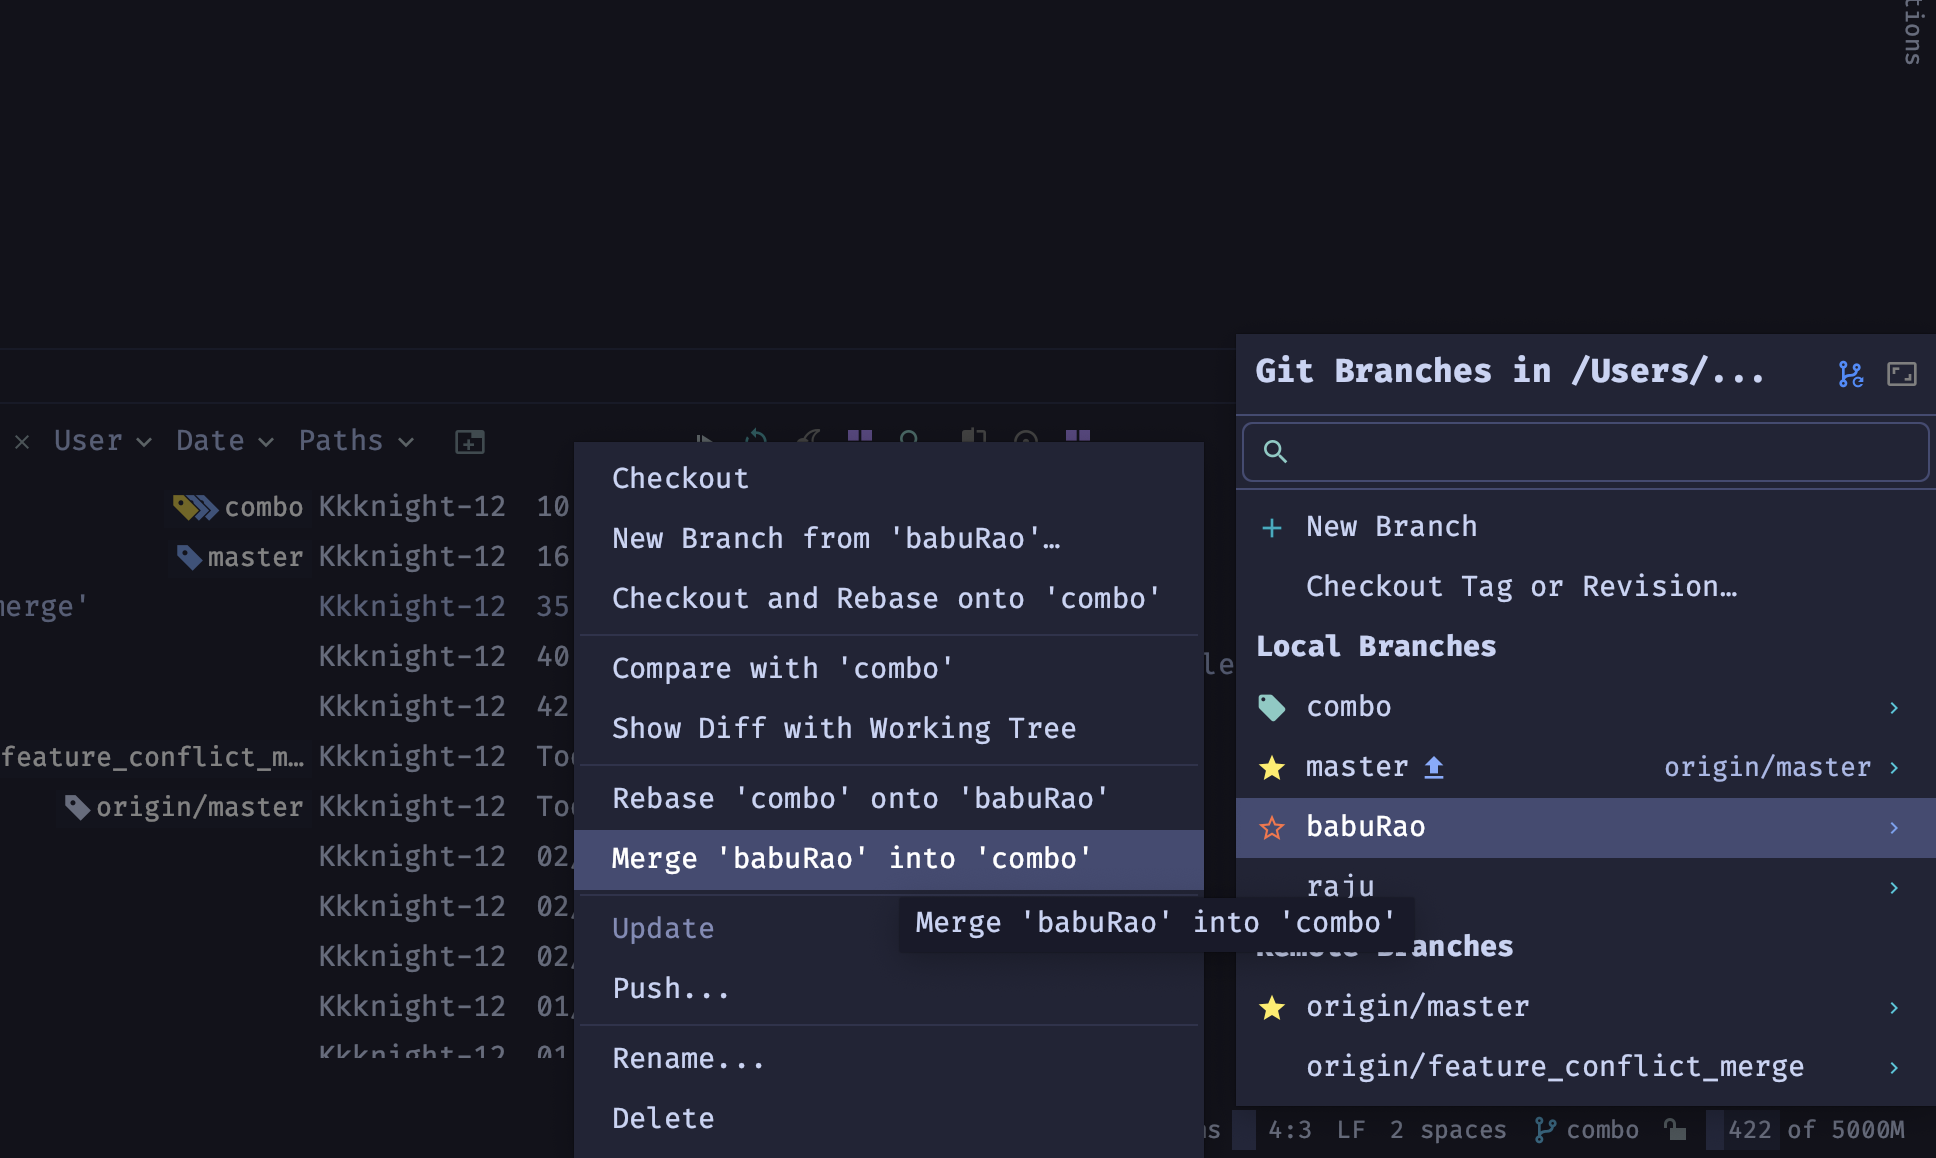 tions
User Date Paths
combo Kkknight-12 10
master Kkknight-12 16
merge' Kkknight-12 35
Kkknight-12 40
Kkknight-12 42
feature_conflict_m… Kkknight-12
origin/master Kkknight-12
Kkknight-12 02/
Kkknight-12 02/
Kkknight-12 02/
Kkknight-12 01/
Kkknight-12 01
Checkout
New Branch from 'babuRao'…
Checkout and Rebase onto 'combo'
Compare with 'combo'
Show Diff with Working Tree
Rebase 'combo' onto 'babuRao'
Merge 'babuRao' into 'combo'
Update
Push...
Rename...
Delete
Merge 'babuRao' into 'combo'
le
Git Branches in /Users/...
New Branch
Checkout Tag or Revision…
Local Branches
combo
master origin/master
babuRao
raju
Remote Branches
origin/master
origin/feature_conflict_merge
4:3 LF 2 spaces combo 422 of 5000M